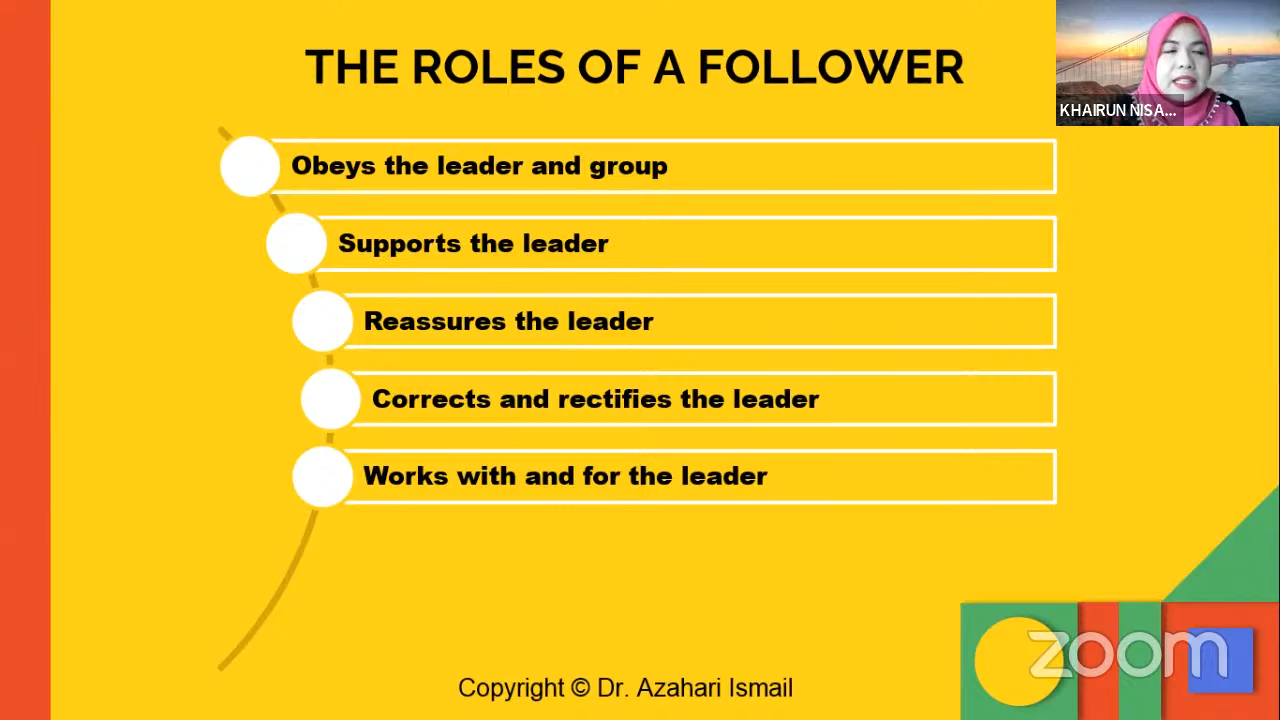 THE ROLES OF A FOLLOWER
KHAIRUN NISA...
Obeys the leader and group
Supports the leader
Reassures the leader
Corrects and rectifies the leader
Works with and for the leader
zoom
Copyright © Dr. Azahari Ismail